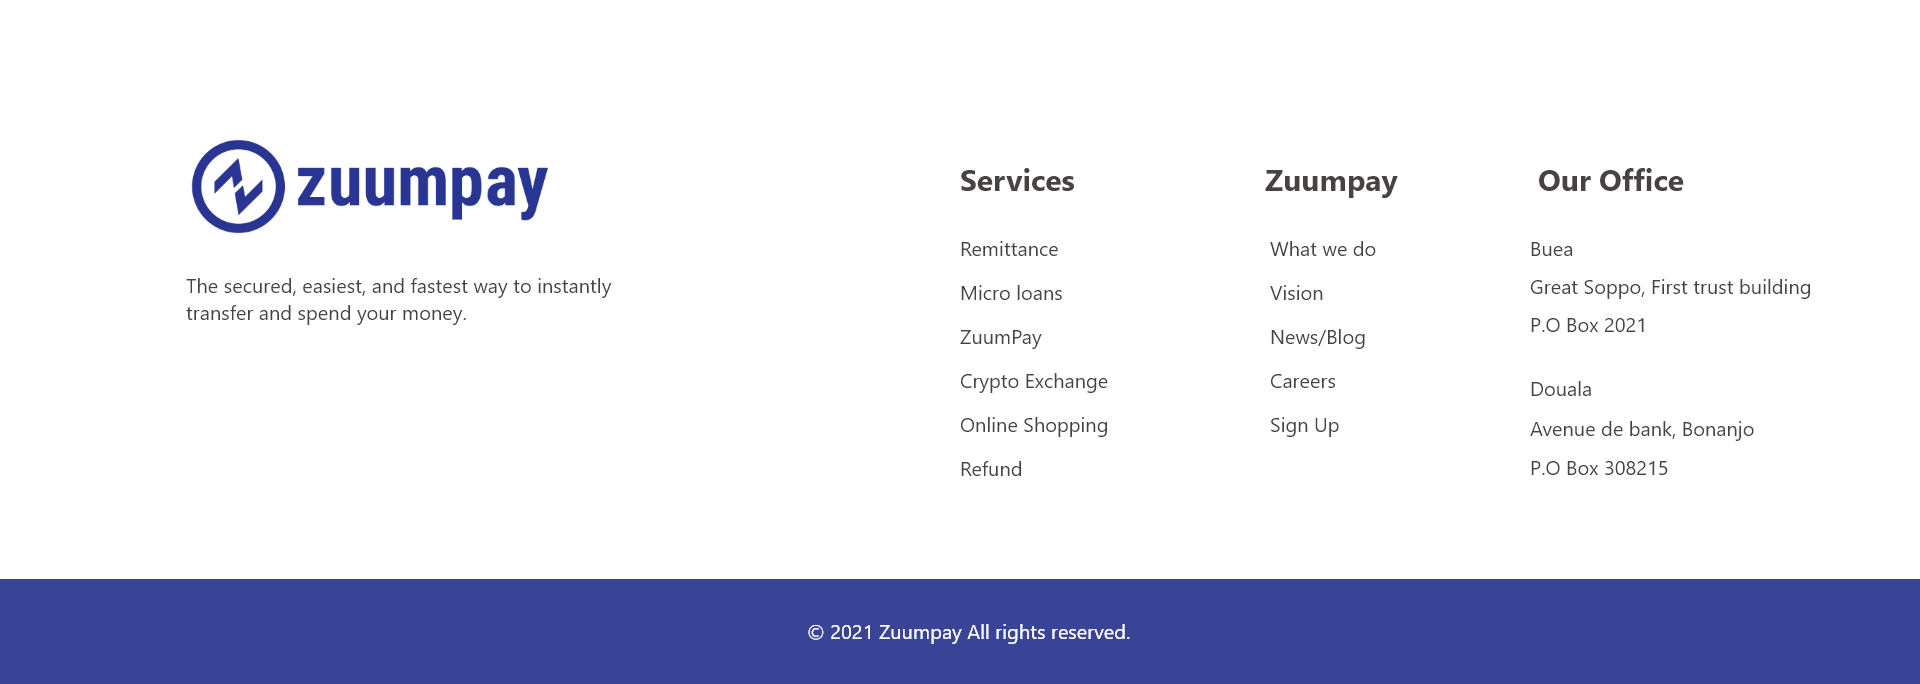 zuumpay
The secured, easiest, and fastest way to instantly
transfer and spend your money.
Services
Remittance
Micro loans
ZuumPay
Crypto Exchange
Online Shopping
Refund
Zuumpay
What we do
Vision
News/Blog
Careers
Sign Up
Our Office
Buea
Great Soppo, First trust building
P.O Box 2021
Douala
Avenue de bank, Bonanjo
P.O Box 308215
© 2021 Zuumpay All rights reserved.